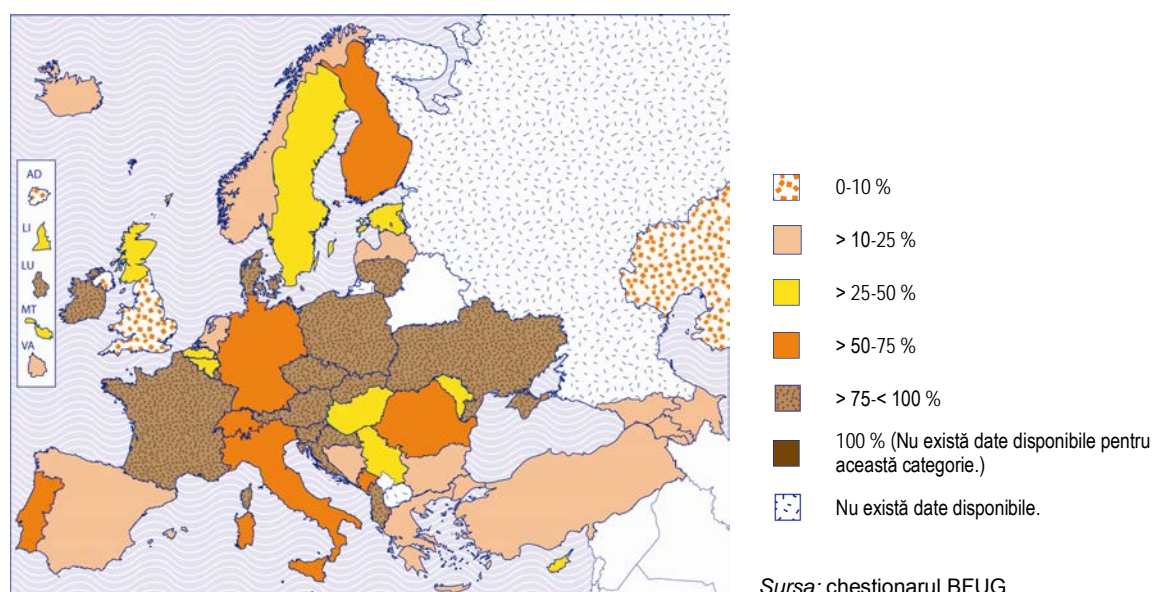 AD
LI
LU
MT
VA
0-10 %
> 10-25 %
> 25-50 %
> 50-75 %
> 75-< 100 %
100 % (Nu există date disponibile pentru
această categorie.)
Nu există date disponibile.
Sursa: chestionarul BFUG